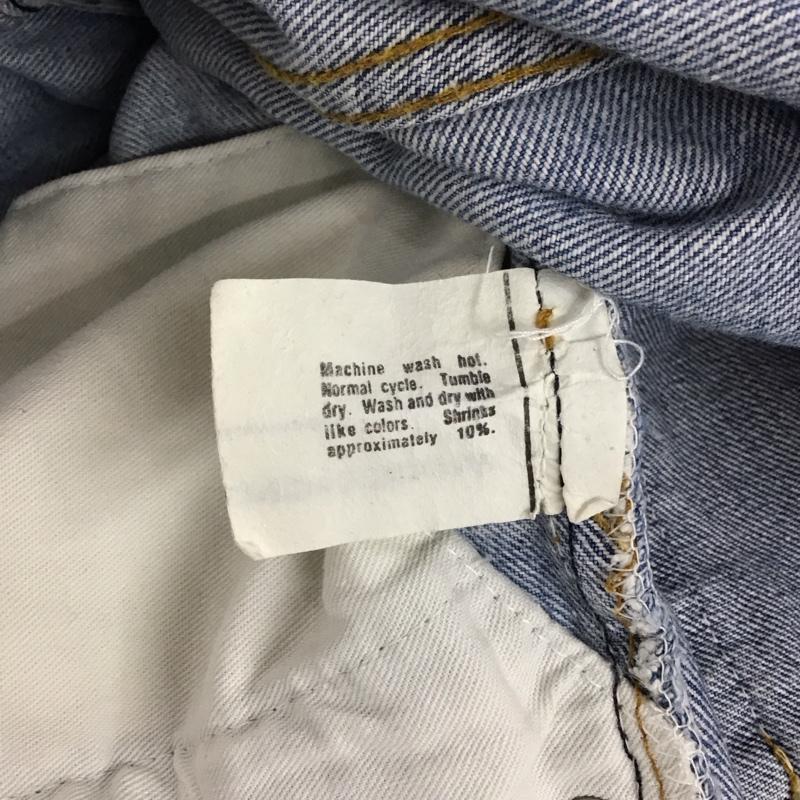 Machine wash hot.
Normal cycle. Tumble
dry. Wash and dry with
like colors. Shrinks
approximately 10%.